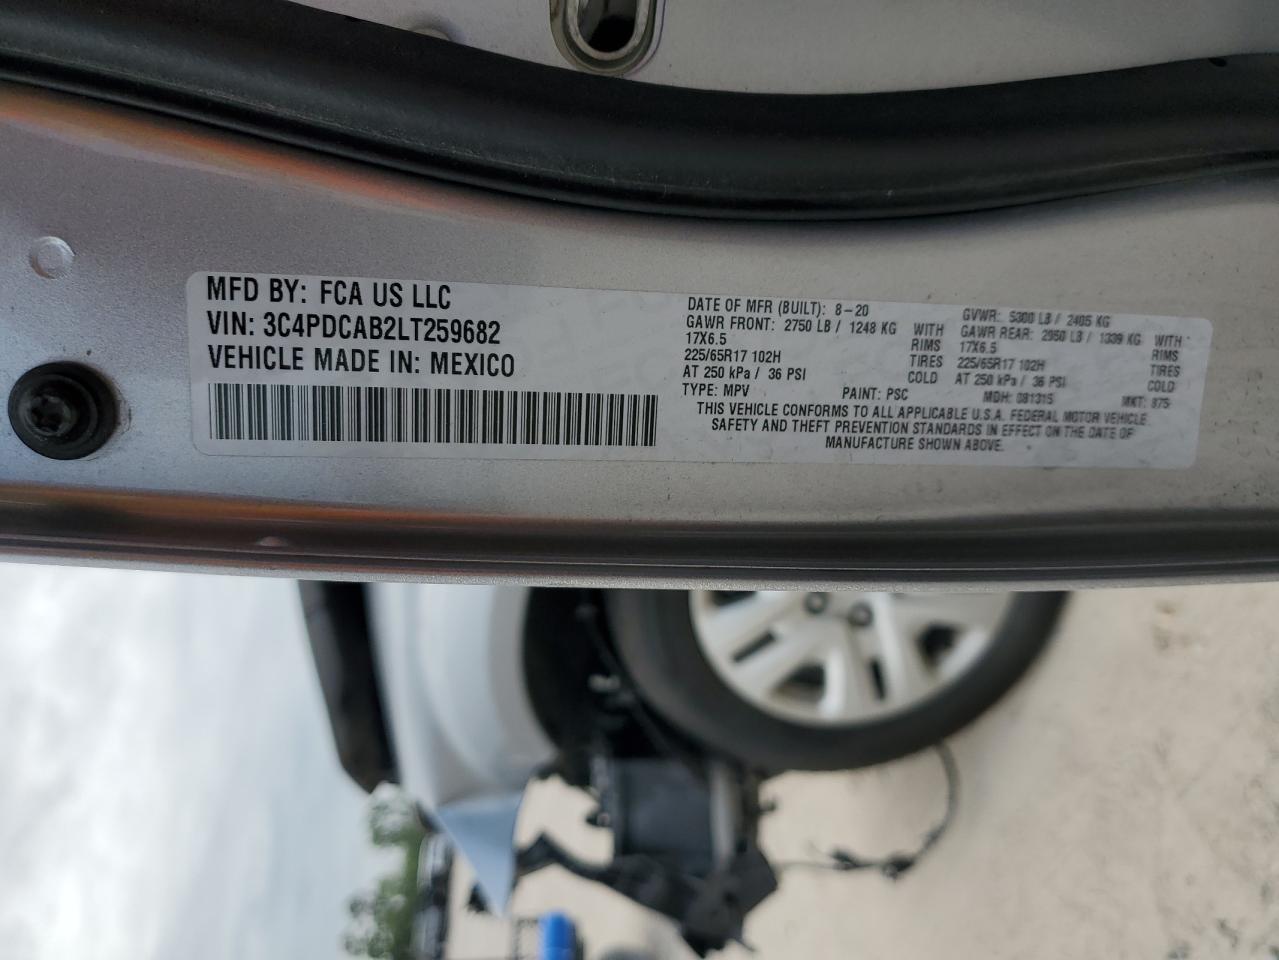 MFD BY: FCA US LLC
VIN: 3C4PDCAB2LT259682
VEHICLE MADE IN: MEXICO
DATE OF MFR (BUILT): 8-20
GVWR: 5300 LB / 2405 KG
GAWR FRONT: 2750 LB / 1248 KG WITH
17X6.5 RIMS
225/65R17 102H TIRES
AT 250 kPa / 36 PSI COLD
GAWR REAR: 2950 LB / 1339 KG WITH
17X6.5 RIMS
225/65R17 102H TIRES
AT 250 kPa / 36 PSI COLD
TYPE: MPV PAINT: PSC MDH: 081315 MKT: 875
THIS VEHICLE CONFORMS TO ALL APPLICABLE U.S.A. FEDERAL MOTOR VEHICLE
SAFETY AND THEFT PREVENTION STANDARDS IN EFFECT ON THE DATE OF
MANUFACTURE SHOWN ABOVE.